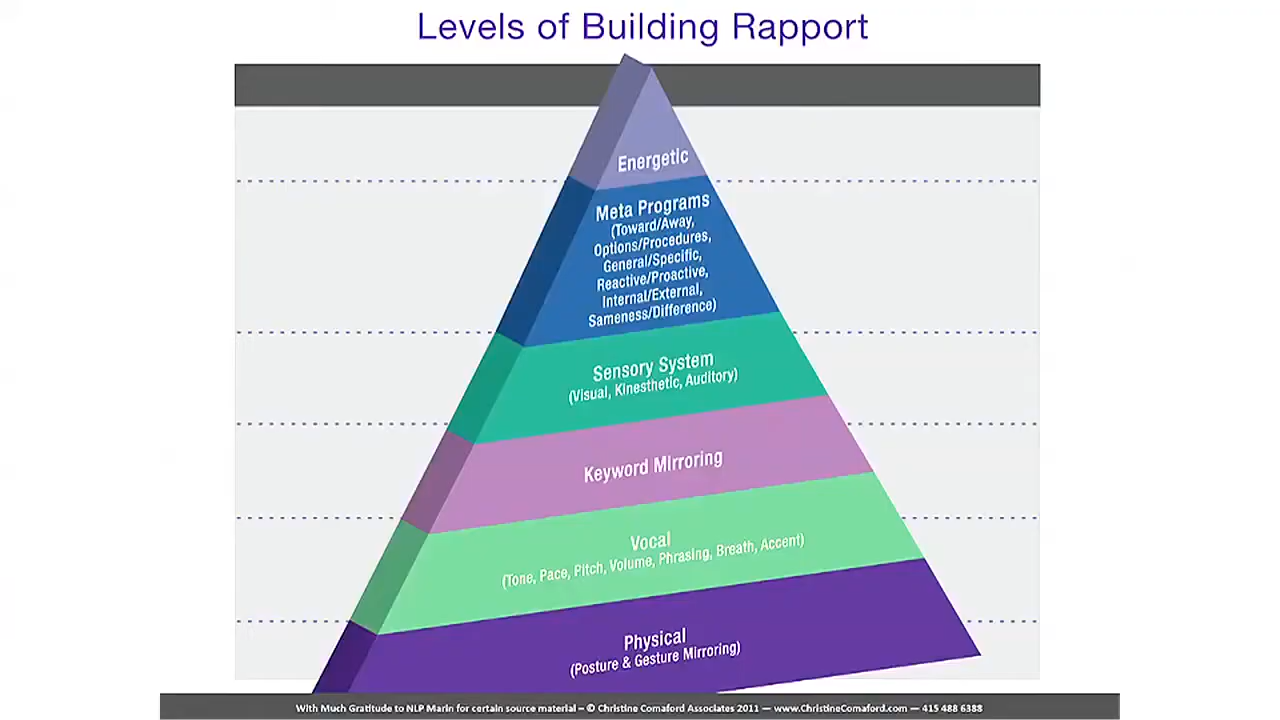 Levels of Building Rapport
Energetic
Meta Programs
(Toward/Away,
Options/Procedures,
General/Specific,
Reactive/Proactive,
Internal/External,
Sameness/Difference)
Sensory System
(Visual, Kinesthetic, Auditory)
Keyword Mirroring
Vocal
(Tone, Pace, Pitch, Volume, Phrasing, Breath, Accent)
Physical
(Posture & Gesture Mirroring)
With Much Gratitude to NLP Marin for certain source material – © Christine Comaford Associates 2011 — www.ChristineComaford.com — 415 488 6388